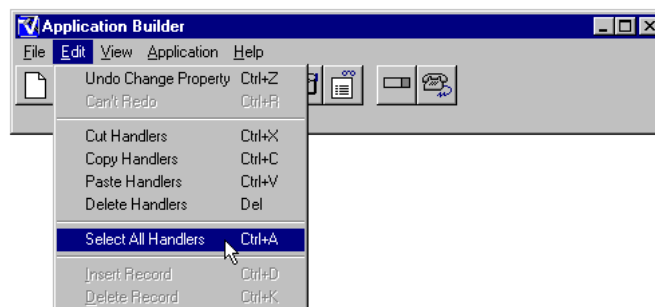 Application Builder
File Edit View Application Help
Undo Change Property Ctrl+Z
Can't Redo Ctrl+R
Cut Handlers Ctrl+X
Copy Handlers Ctrl+C
Paste Handlers Ctrl+V
Delete Handlers Del
Select All Handlers Ctrl+A
Insert Record Ctrl+D
Delete Record Ctrl+K